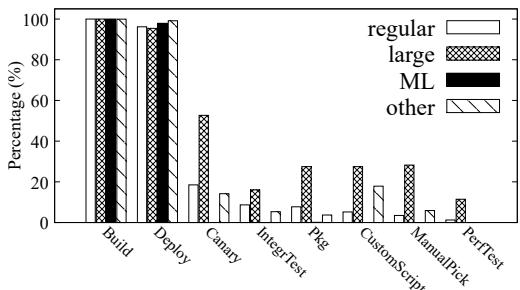 Percentage (%)
100
80
60
40
20
0
regular
large
ML
other
Build
Deploy
Canary
IntegrTest
Pkg
CustomScript
ManualPick
PerfTest